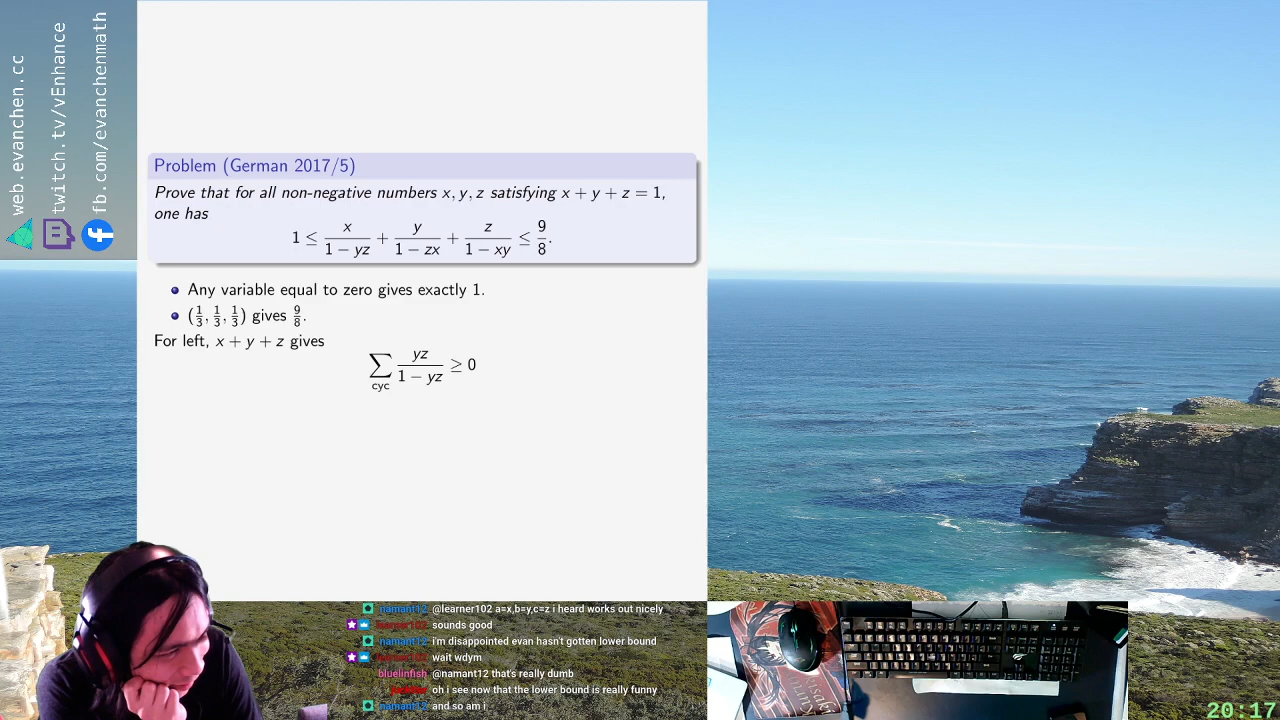 web.evanchen.cc
twitch.tv/vEnhance
fb.com/evanchenmath
Problem (German 2017/5)
Prove that for all non-negative numbers x, y, z satisfying x + y + z = 1,
one has
1 ≤ x/(1 − yz) + y/(1 − zx) + z/(1 − xy) ≤ 9/8.
Any variable equal to zero gives exactly 1.
(1/3, 1/3, 1/3) gives 9/8.
For left, x + y + z gives
∑cyc yz/(1 − yz) ≥ 0
namant12 @learner102 a=x,b=y,c=z i heard works out nicely
learner102 sounds good
namant12 i'm disappointed evan hasn't gotten lower bound
learner102 wait wdym
bluelinfish @namant12 that's really dumb
oh i see now that the lower bound is really funny
namant12 and so am i
20:17